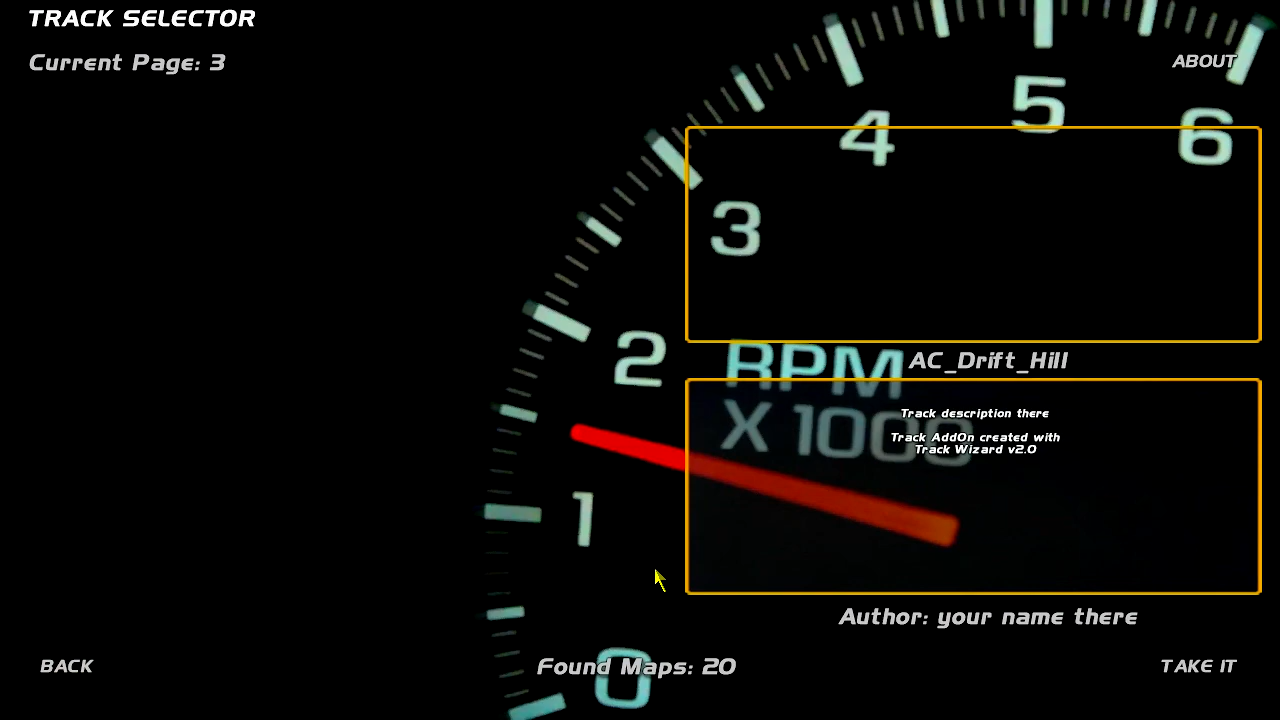 TRACK SELECTOR
Current Page: 3
ABOUT
5
4
6
3
2
RPM
AC_Drift_Hill
X 1000
Track description there
Track AddOn created with
Track Wizard v2.0
1
Author: your name there
BACK
Found Maps: 20
0
TAKE IT